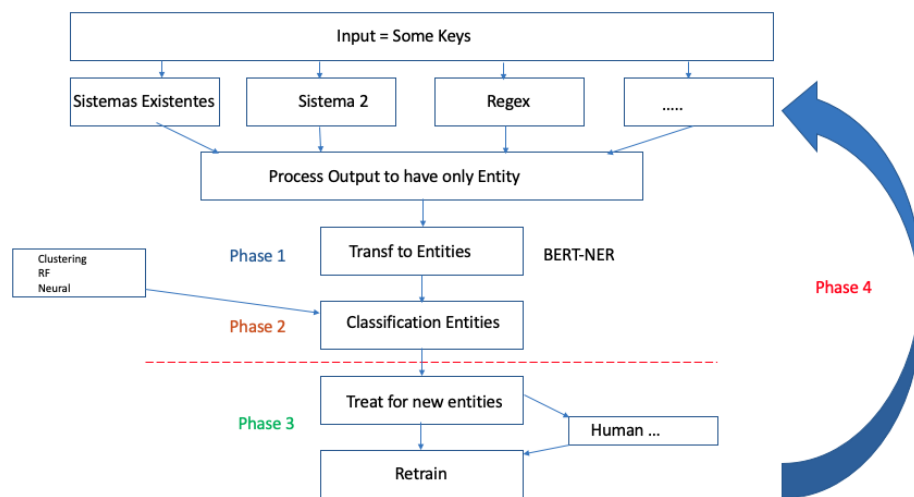 Input = Some Keys
Sistemas Existentes
Sistema 2
Regex
.....
Process Output to have only Entity
Phase 1
Transf to Entities
BERT-NER
Clustering
RF
Neural
Phase 4
Phase 2
Classification Entities
Treat for new entities
Phase 3
Human ...
Retrain